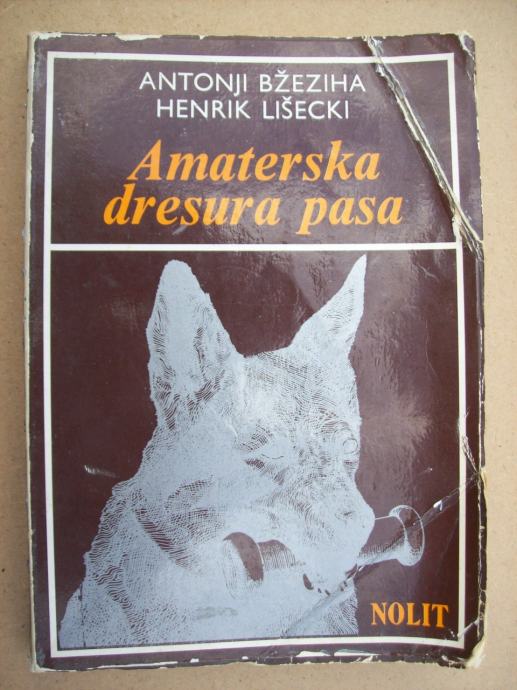 ANTONJI BŽEZIHA
HENRIK LIŠECKI
Amaterska
dresura pasa
NOLIT